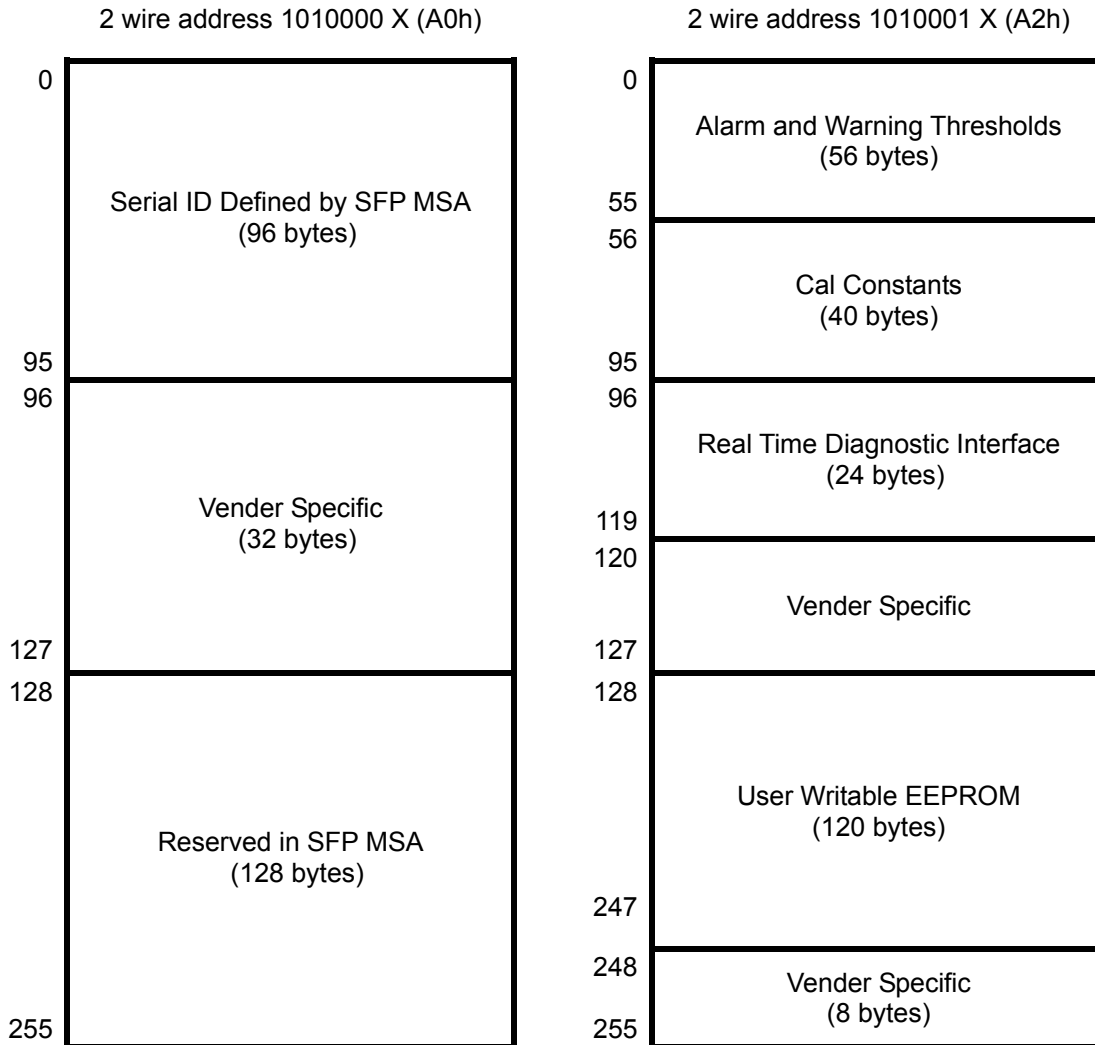 2 wire address 1010000 X (A0h)
0
Serial ID Defined by SFP MSA
(96 bytes)
95
96
Vender Specific
(32 bytes)
127
128
Reserved in SFP MSA
(128 bytes)
255
2 wire address 1010001 X (A2h)
0
Alarm and Warning Thresholds
(56 bytes)
55
56
Cal Constants
(40 bytes)
95
96
Real Time Diagnostic Interface
(24 bytes)
119
120
Vender Specific
127
128
User Writable EEPROM
(120 bytes)
247
248
Vender Specific
(8 bytes)
255